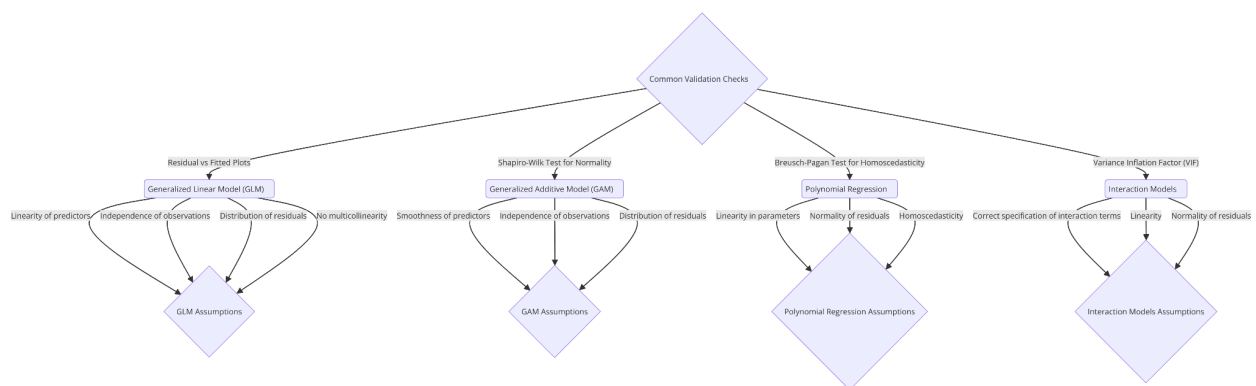 Common Validation Checks
Residual vs Fitted Plots
Shapiro-Wilk Test for Normality
Breusch-Pagan Test for Homoscedasticity
Variance Inflation Factor (VIF)
Generalized Linear Model (GLM)
Generalized Additive Model (GAM)
Polynomial Regression
Interaction Models
Linearity of predictors
Independence of observations
Distribution of residuals
No multicollinearity
Smoothness of predictors
Independence of observations
Distribution of residuals
Linearity in parameters
Normality of residuals
Homoscedasticity
Correct specification of interaction terms
Linearity
Normality of residuals
GLM Assumptions
GAM Assumptions
Polynomial Regression Assumptions
Interaction Models Assumptions